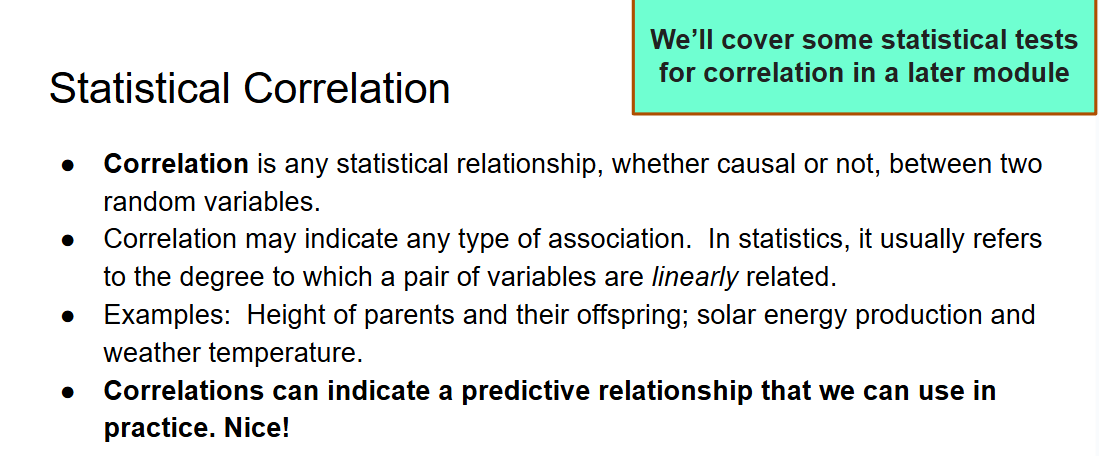 We’ll cover some statistical tests
for correlation in a later module
Statistical Correlation
● Correlation is any statistical relationship, whether causal or not, between two
random variables.
● Correlation may indicate any type of association.  In statistics, it usually refers
to the degree to which a pair of variables are linearly related.
● Examples:  Height of parents and their offspring; solar energy production and
weather temperature.
● Correlations can indicate a predictive relationship that we can use in
practice. Nice!